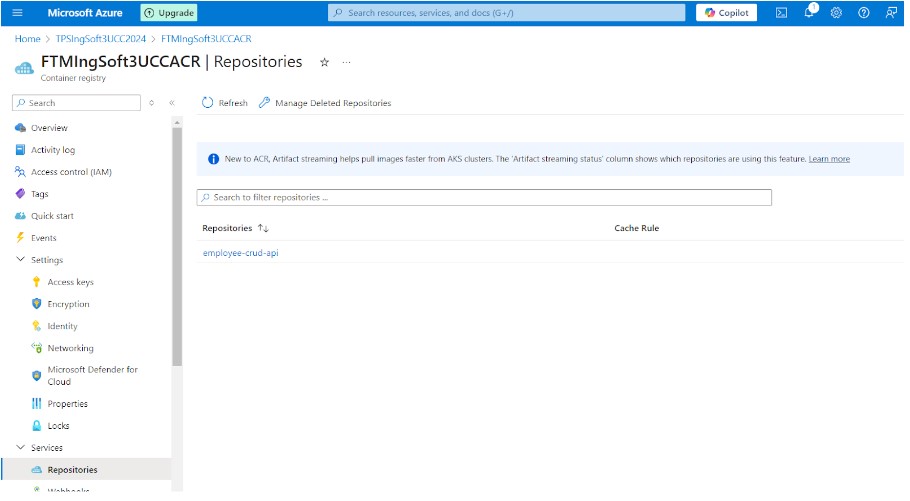 Microsoft Azure
Upgrade
Search resources, services, and docs (G+/)
Copilot
1
Home > TPSIngSoft3UCC2024 > FTMIngSoft3UCCACR
FTMIngSoft3UCCACR | Repositories
Container registry
Search
Refresh
Manage Deleted Repositories
Overview
Activity log
Access control (IAM)
Tags
Quick start
Events
Settings
Access keys
Encryption
Identity
Networking
Microsoft Defender for
Cloud
Properties
Locks
Services
Repositories
Webhooks
New to ACR, Artifact streaming helps pull images faster from AKS clusters. The 'Artifact streaming status' column shows which repositories are using this feature. Learn more
Search to filter repositories ...
Repositories
Cache Rule
employee-crud-api